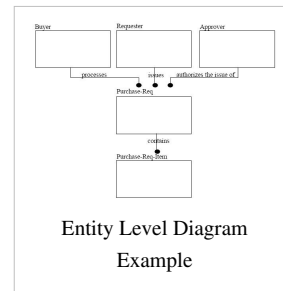 Buyer Requester Approver
processes issues authorizes the issue of
Purchase-Req
contains
Purchase-Req-Item
Entity Level Diagram
Example